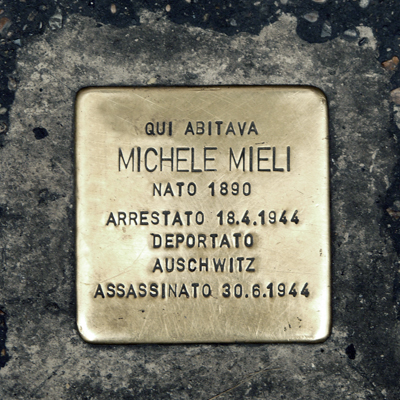 QUI ABITAVA
MICHELE MIELI
NATO 1890
ARRESTATO 18.4.1944
DEPORTATO
AUSCHWITZ
ASSASSINATO 30.6.1944